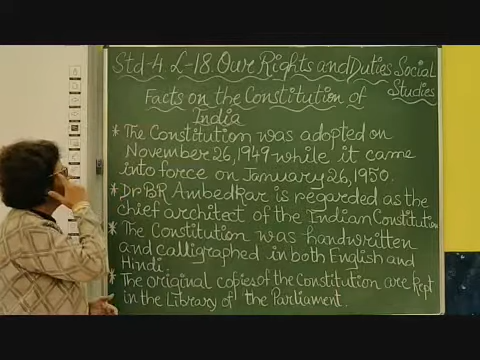 Std-4 L-18. Our Rights and Duties Social
Studies
Facts on the Constitution of
India
* The Constitution was adopted on
November 26, 1949 while it came
into force on January 26, 1950.
* Dr BR Ambedkar is regarded as the
chief architect of the Indian Constitution
* The Constitution was handwritten
and calligraphed in both English and
Hindi.
* The original copies of the Constitution are kept
in the Library of the Parliament.